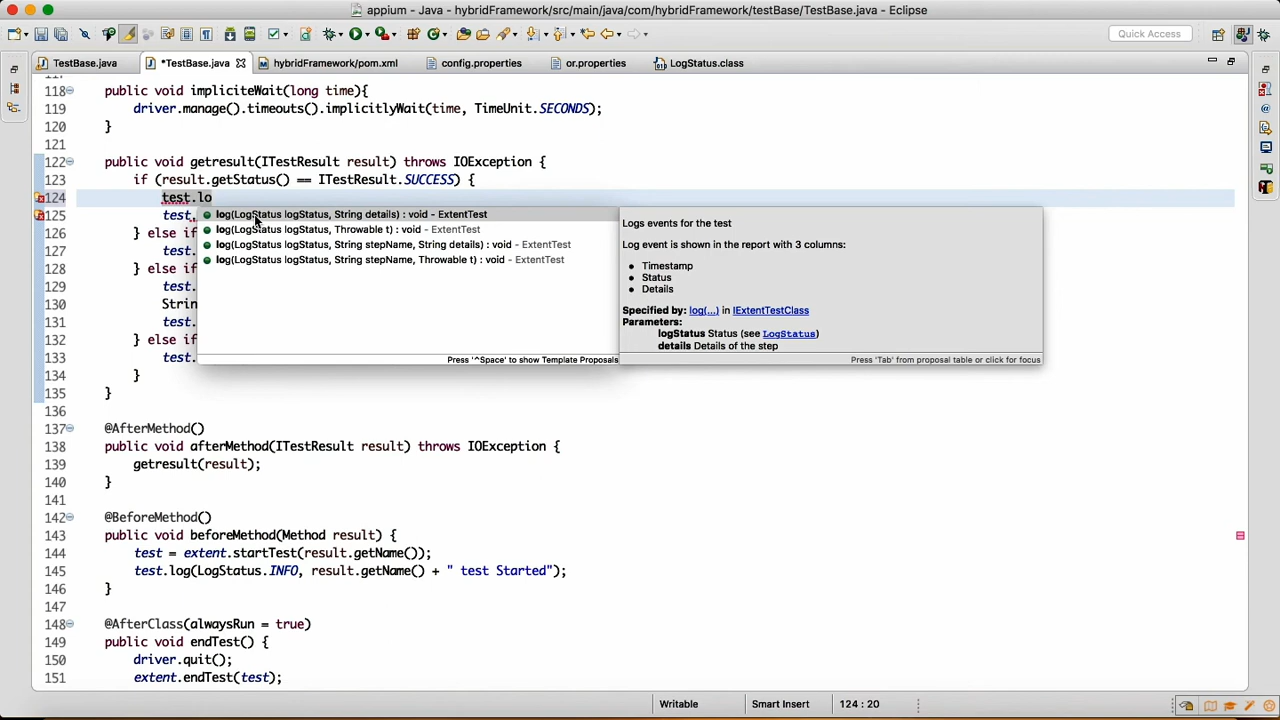 appium - Java - hybridFramework/src/main/java/com/hybridFramework/testBase/TestBase.java - Eclipse
Quick Access
TestBase.java *TestBase.java hybridFramework/pom.xml config.properties or.properties LogStatus.class
118 public void impliciteWait(long time){
119 driver.manage().timeouts().implicitlyWait(time, TimeUnit.SECONDS);
120 }
121
122 public void getresult(ITestResult result) throws IOException {
123 if (result.getStatus() == ITestResult.SUCCESS) {
124 test.lo
125 test.
126 } else if
127 test.
128 } else if
129 test.
130 Strin
131 test.
132 } else if
133 test.
134 }
135 }
136
137 @AfterMethod()
138 public void afterMethod(ITestResult result) throws IOException {
139 getresult(result);
140 }
141
142 @BeforeMethod()
143 public void beforeMethod(Method result) {
144 test = extent.startTest(result.getName());
145 test.log(LogStatus.INFO, result.getName() + " test Started");
146 }
147
148 @AfterClass(alwaysRun = true)
149 public void endTest() {
150 driver.quit();
151 extent.endTest(test);
log(LogStatus logStatus, String details) : void - ExtentTest
log(LogStatus logStatus, Throwable t) : void - ExtentTest
log(LogStatus logStatus, String stepName, String details) : void - ExtentTest
log(LogStatus logStatus, String stepName, Throwable t) : void - ExtentTest
Press '^Space' to show Template Proposals
Logs events for the test
Log event is shown in the report with 3 columns:
Timestamp
Status
Details
Specified by: log(...) in IExtentTestClass
Parameters:
logStatus Status (see LogStatus)
details Details of the step
Press 'Tab' from proposal table or click for focus
Writable Smart Insert 124 : 20